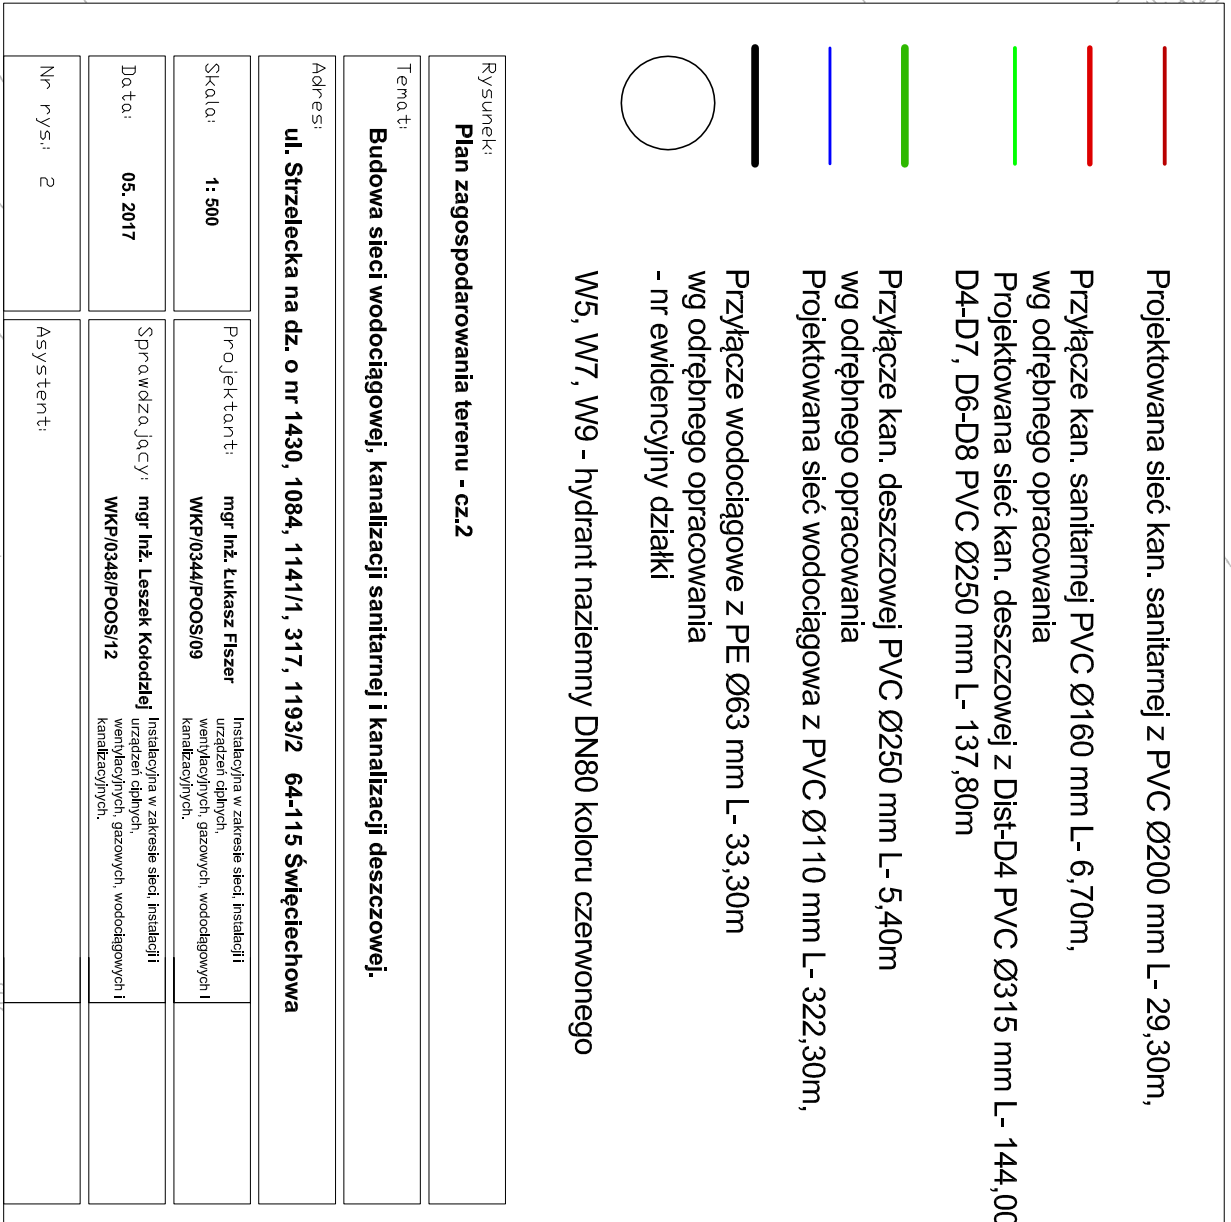 Projektowana sieć kan. sanitarnej z PVC Ø200 mm L- 29,30m,
Przyłącze kan. sanitarnej PVC Ø160 mm L- 6,70m,
wg odrębnego opracowania
Projektowana sieć kan. deszczowej z Dist-D4 PVC Ø315 mm L- 144,00
D4-D7, D6-D8 PVC Ø250 mm L- 137,80m
Przyłącze kan. deszczowej PVC Ø250 mm L- 5,40m
wg odrębnego opracowania
Projektowana sieć wodociągowa z PVC Ø110 mm L- 322,30m,
Przyłącze wodociągowe z PE Ø63 mm L- 33,30m
wg odrębnego opracowania
- nr ewidencyjny działki
W5, W7, W9 - hydrant naziemny DN80 koloru czerwonego
Rysunek:
Plan zagospodarowania terenu - cz.2
Temat:
Budowa sieci wodociągowej, kanalizacji sanitarnej i kanalizacji deszczowej.
Adres:
ul. Strzelecka na dz. o nr 1430, 1084, 1141/1, 317, 1193/2 64-115 Święciechowa
Skala: 1: 500
Projektant: mgr inż. Łukasz Fiszer
WKP/0344/POOS/09
Instalacyjna w zakresie sieci, instalacji i
urządzeń cieplnych,
wentylacyjnych, gazowych, wodociągowych i
kanalizacyjnych.
Data: 05. 2017
Sprawdzający: mgr inż. Leszek Kołodziej
WKP/0348/POOS/12
Instalacyjna w zakresie sieci, instalacji i
urządzeń cieplnych,
wentylacyjnych, gazowych, wodociągowych i
kanalizacyjnych.
Nr rys.: 2
Asystent: